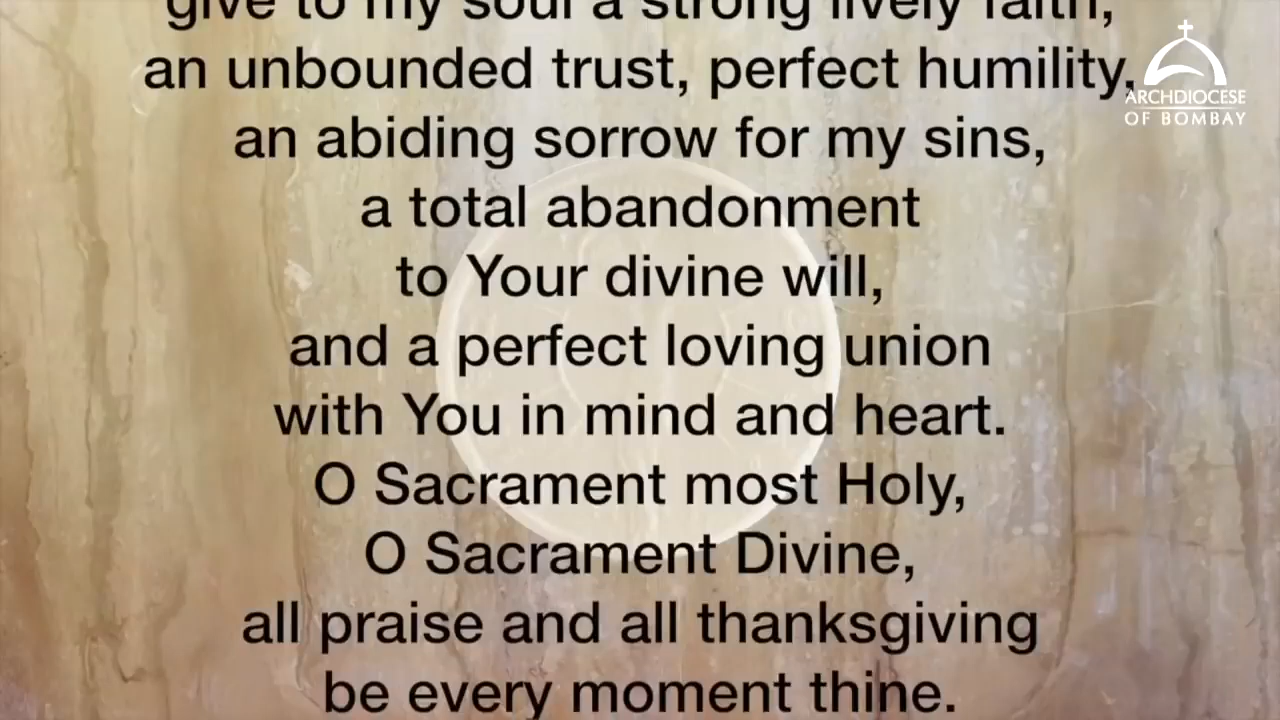 give to my soul a strong lively faith,
an unbounded trust, perfect humility,
an abiding sorrow for my sins,
a total abandonment
to Your divine will,
and a perfect loving union
with You in mind and heart.
O Sacrament most Holy,
O Sacrament Divine,
all praise and all thanksgiving
be every moment thine.
ARCHDIOCESE
OF BOMBAY